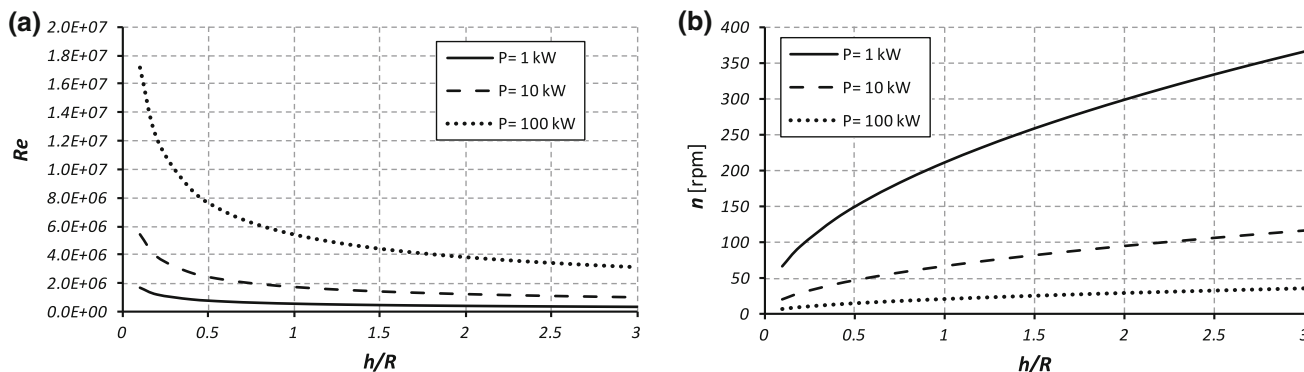 (a)
2.0E+07
1.8E+07
1.6E+07
1.4E+07
1.2E+07
1.0E+07
8.0E+06
6.0E+06
4.0E+06
2.0E+06
0.0E+00
Re
P= 1 kW
P= 10 kW
P= 100 kW
0 0.5 1 1.5 2 2.5 3
h/R
(b)
400
350
300
250
200
150
100
50
0
n [rpm]
P= 1 kW
P= 10 kW
P= 100 kW
0 0.5 1 1.5 2 2.5 3
h/R